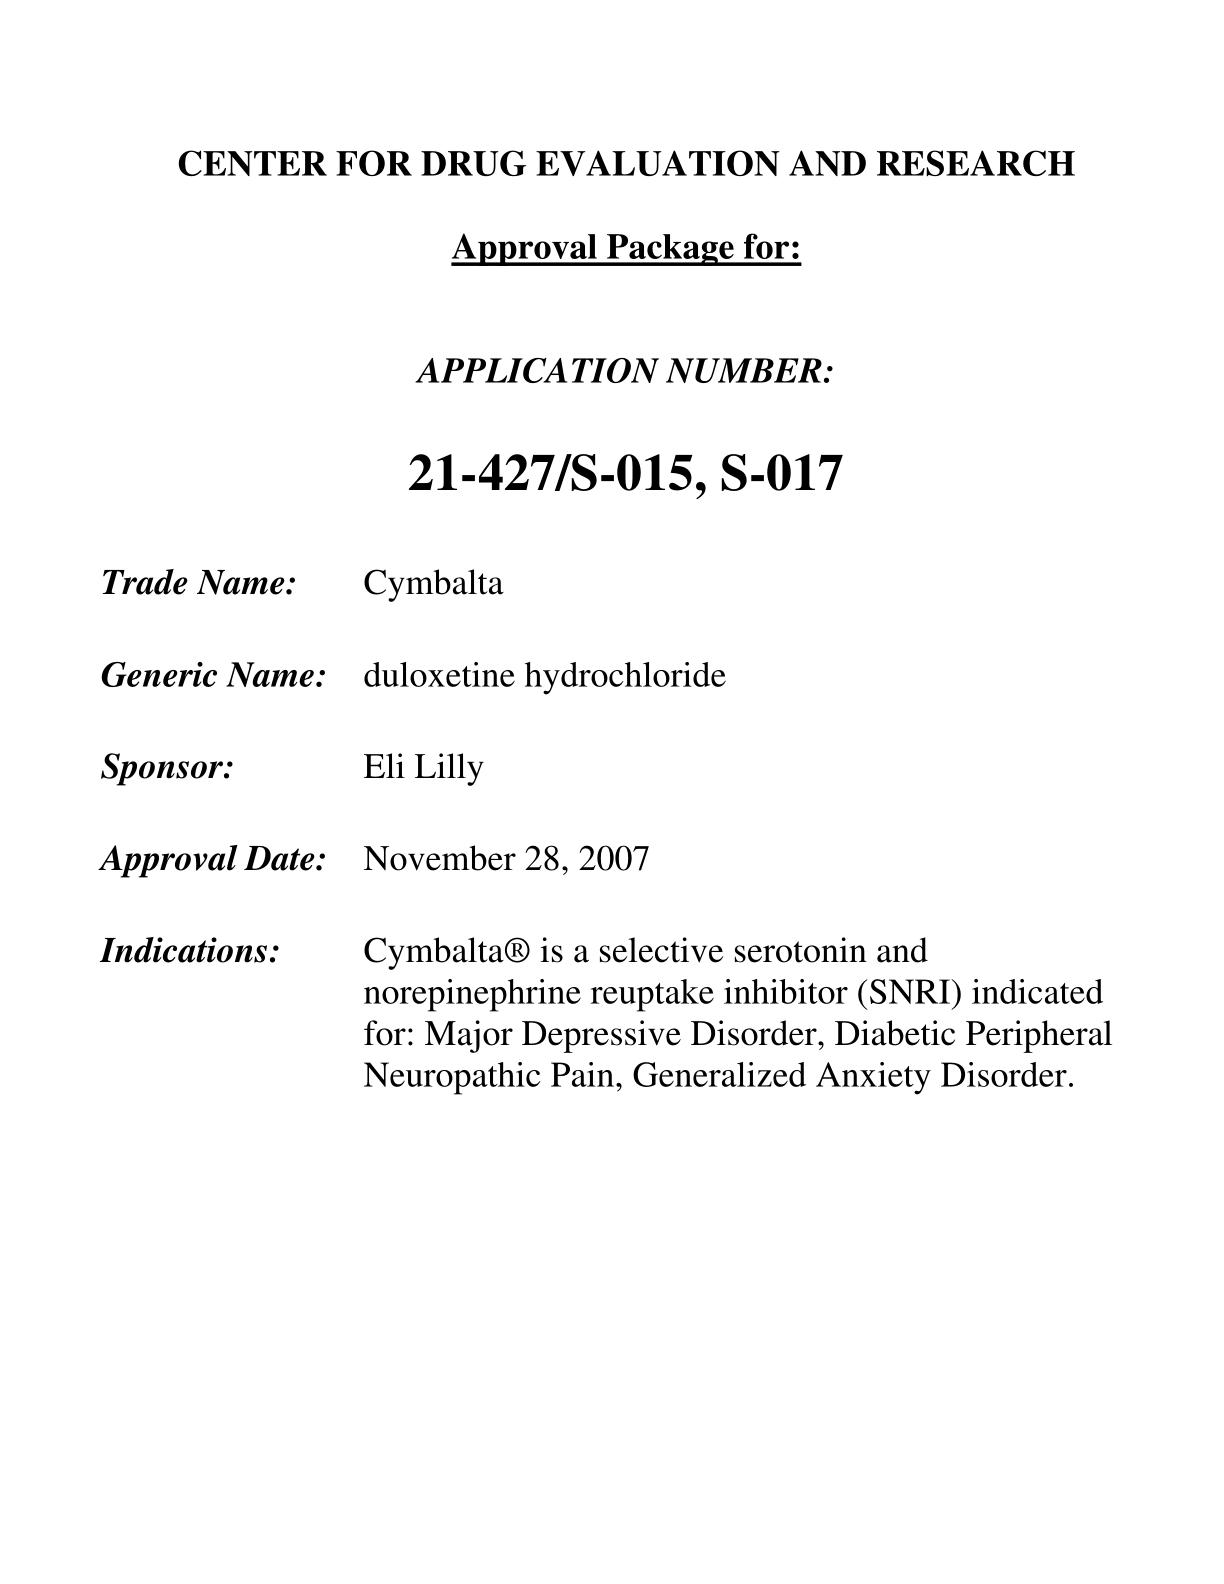 CENTER FOR DRUG EVALUATION AND RESEARCH
Approval Package for:
APPLICATION NUMBER:
21-427/S-015, S-017
Trade Name: Cymbalta
Generic Name: duloxetine hydrochloride
Sponsor: Eli Lilly
Approval Date: November 28, 2007
Indications: Cymbalta® is a selective serotonin and
norepinephrine reuptake inhibitor (SNRI) indicated
for: Major Depressive Disorder, Diabetic Peripheral
Neuropathic Pain, Generalized Anxiety Disorder.